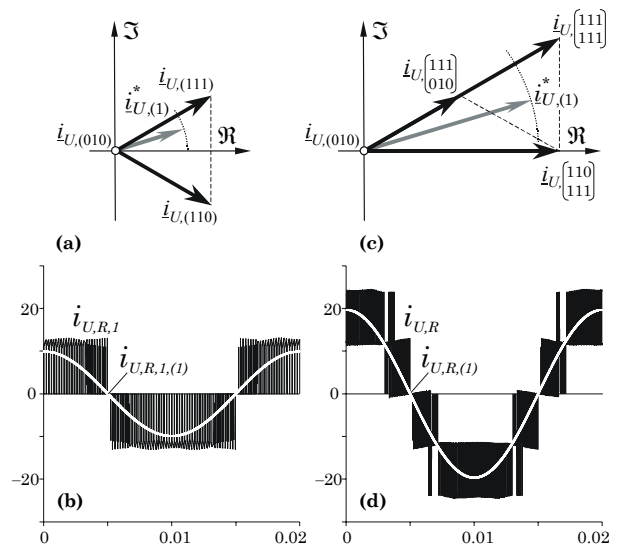 ℑ
i_U,(111)
i*_U,(1)
i_U,(010)
ℜ
i_U,(110)
(a)
ℑ
i_U,[111 111]
i_U,[111 010]
i*_U,(1)
i_U,(010)
ℜ
i_U,[110 111]
(c)
20
0
−20
i_U,R,1
i_U,R,1,(1)
(b)
0
0.01
0.02
20
0
−20
i_U,R
i_U,R,(1)
(d)
0
0.01
0.02